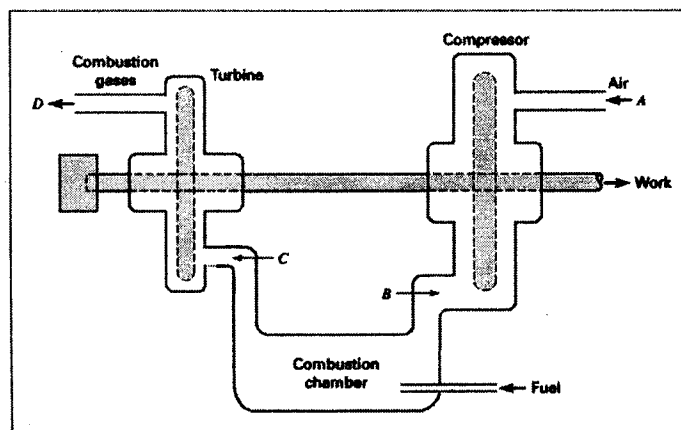 Compressor
Combustion
gases
Turbine
Air
D
A
Work
C
B
Combustion
chamber
Fuel